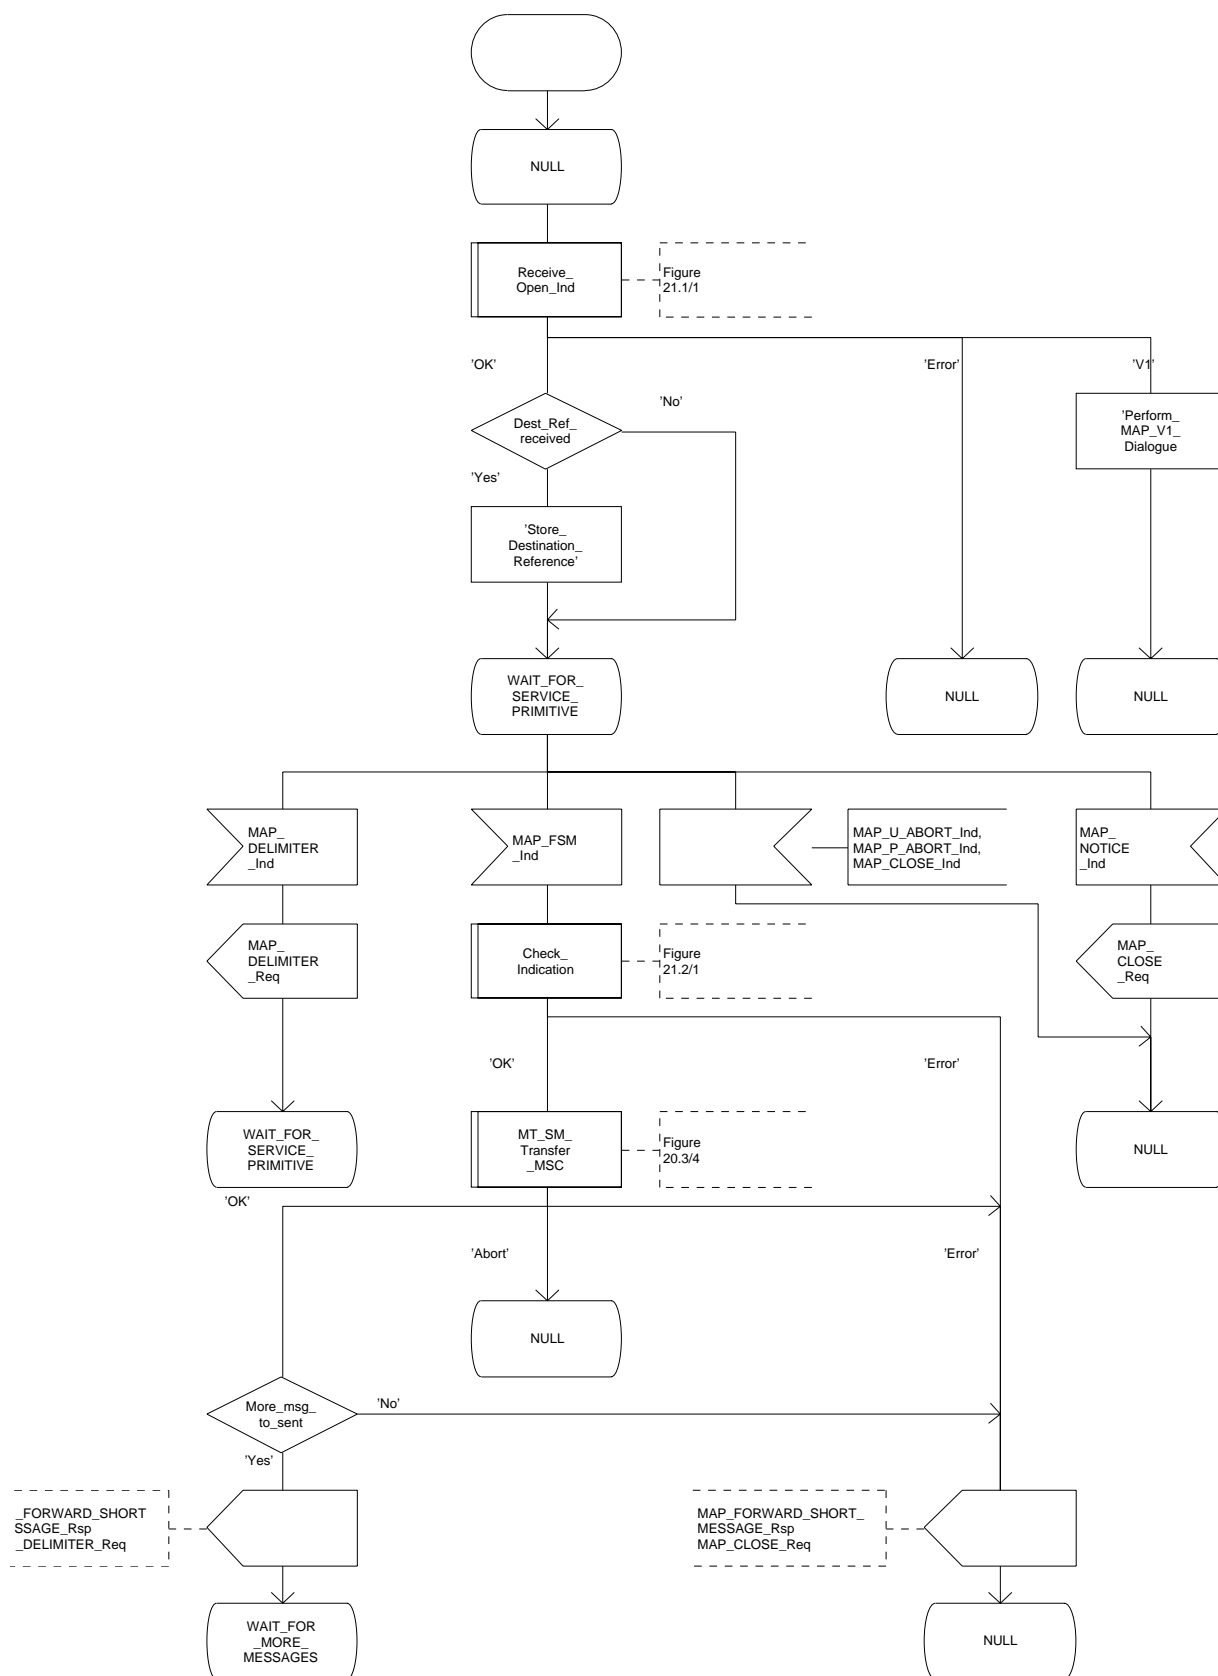 NULL
Receive_
Open_Ind
Figure
21.1/1
'OK'
'Error'
'V1'
Dest_Ref_
received
'No'
'Perform_
MAP_V1_
Dialogue
'Yes'
'Store_
Destination_
Reference'
WAIT_FOR_
SERVICE_
PRIMITIVE
NULL
NULL
MAP_
DELIMITER
_Ind
MAP_FSM
_Ind
MAP_U_ABORT_Ind,
MAP_P_ABORT_Ind,
MAP_CLOSE_Ind
MAP_
NOTICE
_Ind
MAP_
DELIMITER
_Req
Check_
Indication
Figure
21.2/1
MAP_
CLOSE
_Req
'OK'
'Error'
WAIT_FOR_
SERVICE_
PRIMITIVE
MT_SM_
Transfer
_MSC
Figure
20.3/4
NULL
'OK'
'Abort'
'Error'
NULL
More_msg_
to_sent
'No'
'Yes'
_FORWARD_SHORT
SSAGE_Rsp
_DELIMITER_Req
MAP_FORWARD_SHORT_
MESSAGE_Rsp
MAP_CLOSE_Req
WAIT_FOR
_MORE_
MESSAGES
NULL